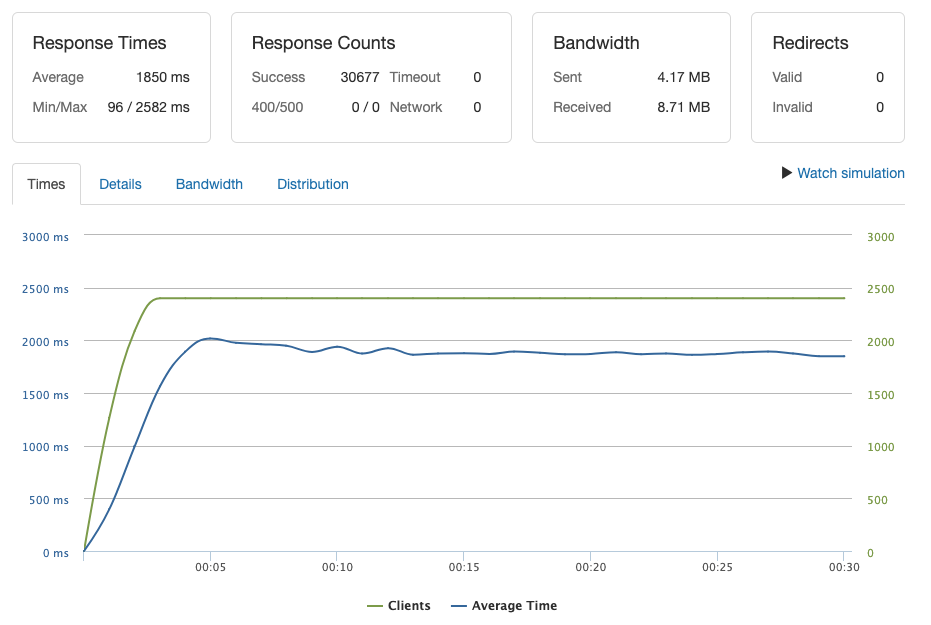 Response Times
Average 1850 ms
Min/Max 96 / 2582 ms
Response Counts
Success 30677 Timeout 0
400/500 0 / 0 Network 0
Bandwidth
Sent 4.17 MB
Received 8.71 MB
Redirects
Valid 0
Invalid 0
Times Details Bandwidth Distribution
Watch simulation
3000 ms 3000
2500 ms 2500
2000 ms 2000
1500 ms 1500
1000 ms 1000
500 ms 500
0 ms 0
00:05 00:10 00:15 00:20 00:25 00:30
Clients Average Time